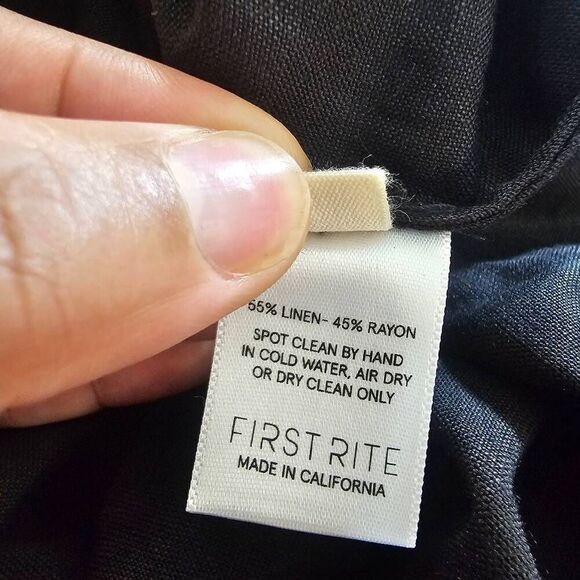 55% LINEN- 45% RAYON
SPOT CLEAN BY HAND
IN COLD WATER, AIR DRY
OR DRY CLEAN ONLY
FIRST RITE
MADE IN CALIFORNIA